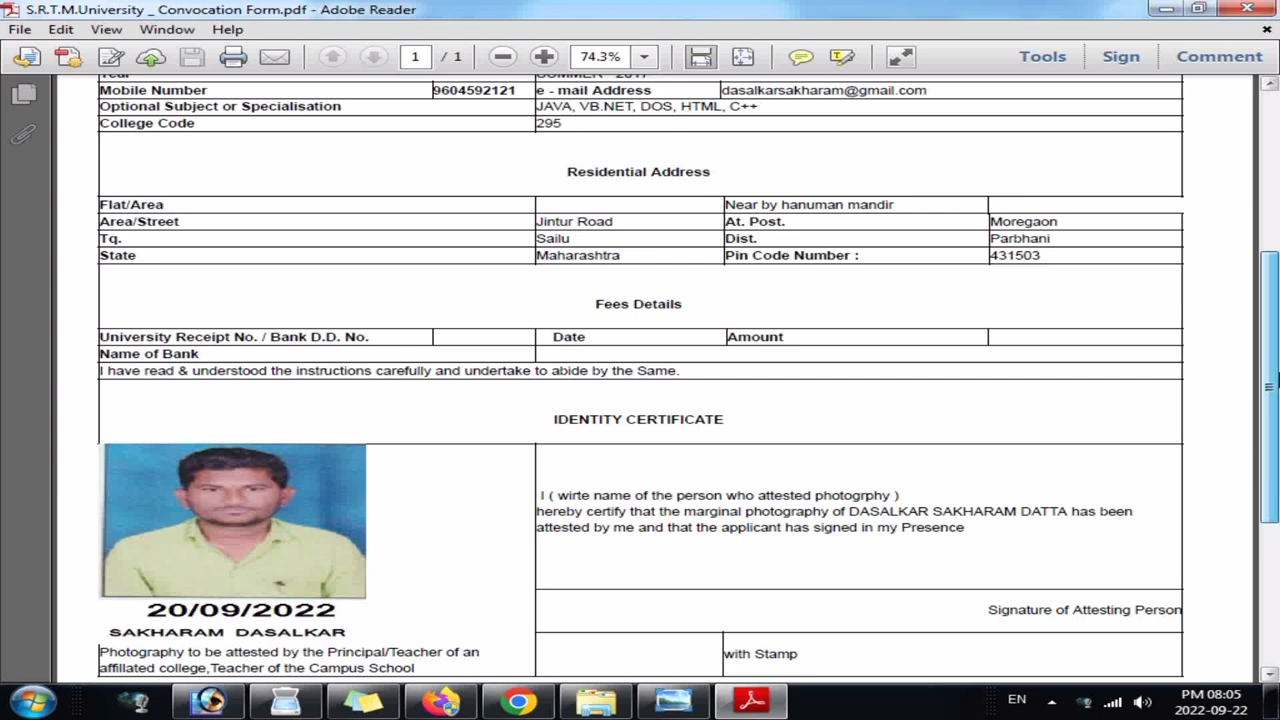 S.R.T.M.University _ Convocation Form.pdf - Adobe Reader
File Edit View Window Help
1 / 1 74.3% Tools Sign Comment
Year SUMMER - 2017
Mobile Number 9604592121 e - mail Address dasalkarsakharam@gmail.com
Optional Subject or Specialisation JAVA, VB.NET, DOS, HTML, C++
College Code 295
Residential Address
Flat/Area Near by hanuman mandir
Area/Street Jintur Road At. Post. Moregaon
Tq. Sailu Dist. Parbhani
State Maharashtra Pin Code Number : 431503
Fees Details
University Receipt No. / Bank D.D. No. Date Amount
Name of Bank
I have read & understood the instructions carefully and undertake to abide by the Same.
IDENTITY CERTIFICATE
I ( wirte name of the person who attested photogrphy )
hereby certify that the marginal photography of DASALKAR SAKHARAM DATTA has been
attested by me and that the applicant has signed in my Presence
20/09/2022
SAKHARAM DASALKAR
Signature of Attesting Person
Photography to be attested by the Principal/Teacher of an
affiliated college,Teacher of the Campus School
with Stamp
EN PM 08:05
2022-09-22